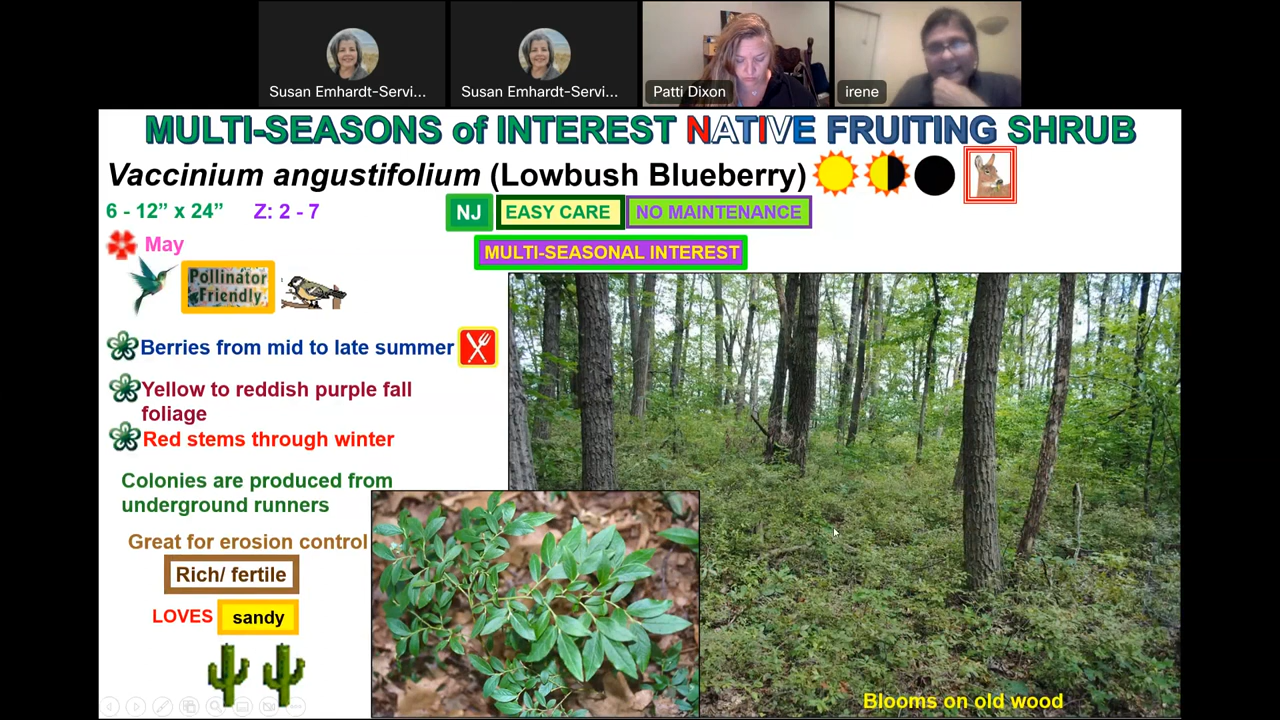 Susan Emhardt-Servi...
Susan Emhardt-Servi...
Patti Dixon
irene
MULTI-SEASONS of INTEREST NATIVE FRUITING SHRUB
Vaccinium angustifolium (Lowbush Blueberry)
6 - 12” x 24” Z: 2 - 7
NJ EASY CARE NO MAINTENANCE
May
MULTI-SEASONAL INTEREST
Pollinator
Friendly
Berries from mid to late summer
Yellow to reddish purple fall
foliage
Red stems through winter
Colonies are produced from
underground runners
Great for erosion control
Rich/ fertile
LOVES sandy
Blooms on old wood